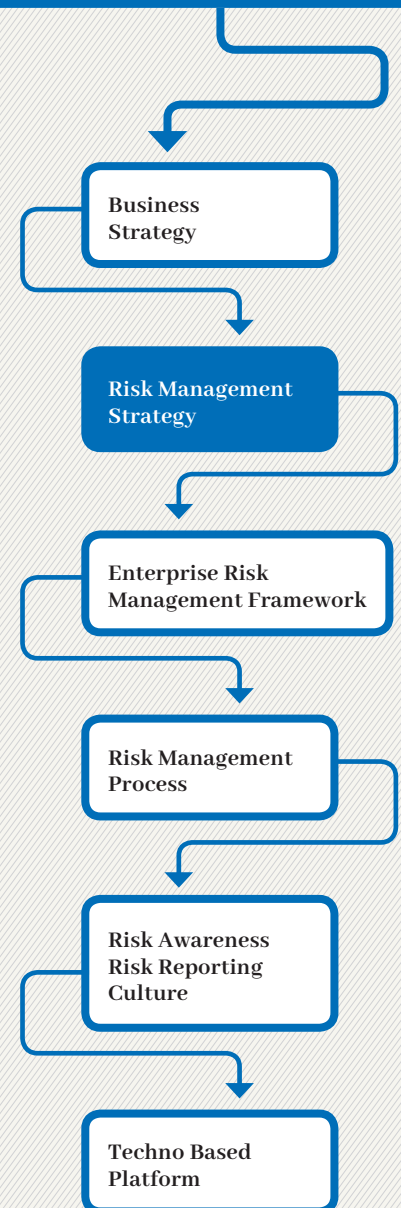 Business
Strategy
Risk Management
Strategy
Enterprise Risk
Management Framework
Risk Management
Process
Risk Awareness
Risk Reporting
Culture
Techno Based
Platform